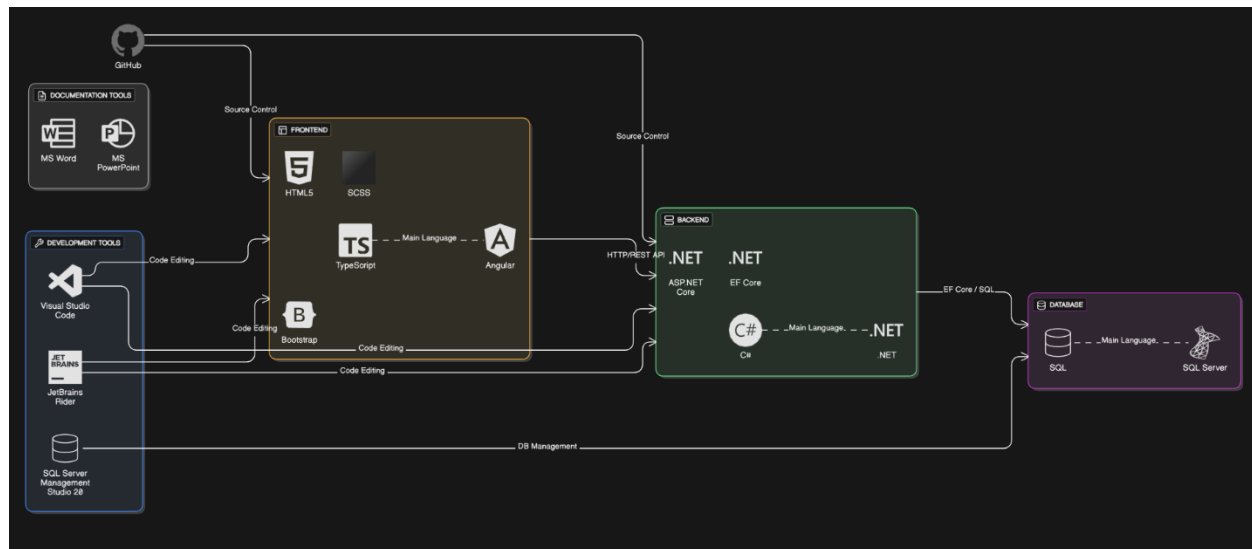 GitHub
DOCUMENTATION TOOLS
W
MS Word
P
MS
PowerPoint
Source Control
Source Control
FRONTEND
5
HTML5
SCSS
TS
TypeScript
Main Language
A
Angular
B
Bootstrap
DEVELOPMENT TOOLS
Visual Studio
Code
Code Editing
Code Editing
Code Editing
Code Editing
JET
BRAINS
JetBrains
Rider
SQL Server
Management
Studio 20
DB Management
HTTP/REST API
BACKEND
.NET
ASP.NET
Core
.NET
EF Core
C#
C#
Main Language
.NET
.NET
EF Core / SQL
DATABASE
SQL
Main Language
SQL Server